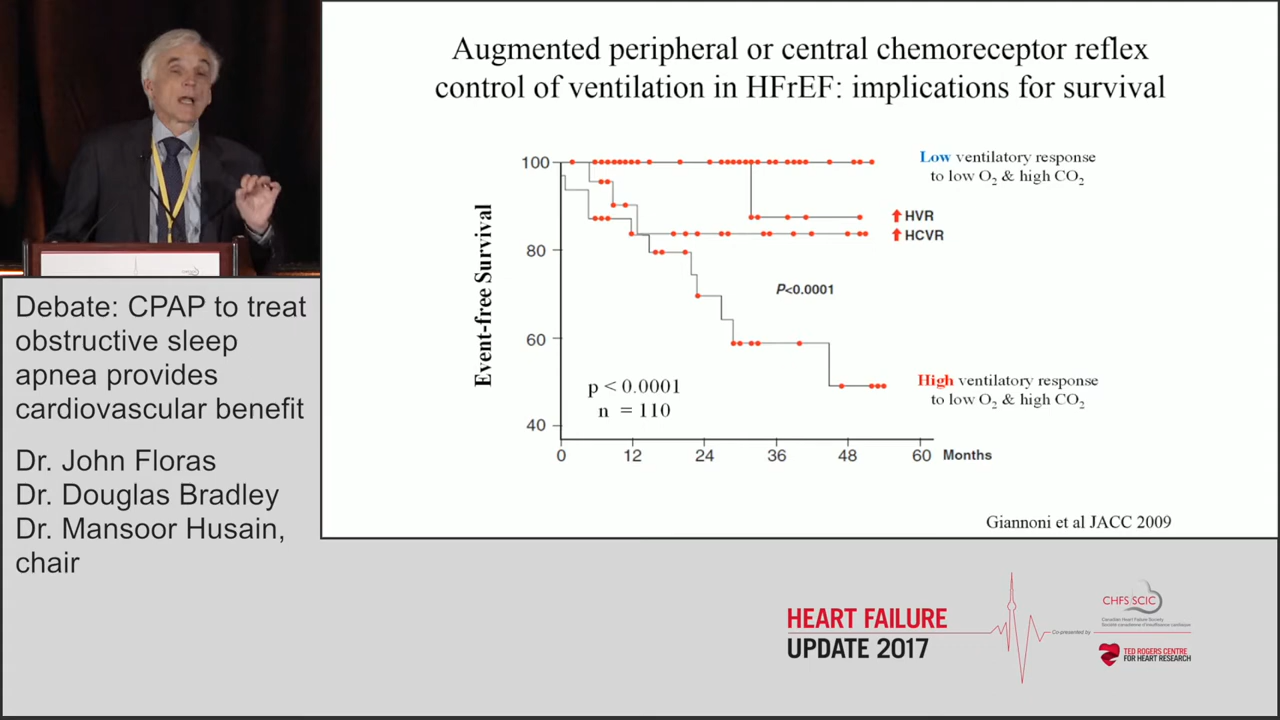 Augmented peripheral or central chemoreceptor reflex
control of ventilation in HFrEF: implications for survival
Event-free Survival
100
80
60
40
0
12
24
36
48
60
Months
Low ventilatory response
to low O₂ & high CO₂
HVR
HCVR
P<0.0001
p < 0.0001
n = 110
High ventilatory response
to low O₂ & high CO₂
Giannoni et al JACC 2009
Debate: CPAP to treat
obstructive sleep
apnea provides
cardiovascular benefit
Dr. John Floras
Dr. Douglas Bradley
Dr. Mansoor Husain,
chair
HEART FAILURE
UPDATE 2017
Co-presented by
CHFS/SCIC
Canadian Heart Failure Society
Société canadienne d'insuffisance cardiaque
TED ROGERS CENTRE
FOR HEART RESEARCH